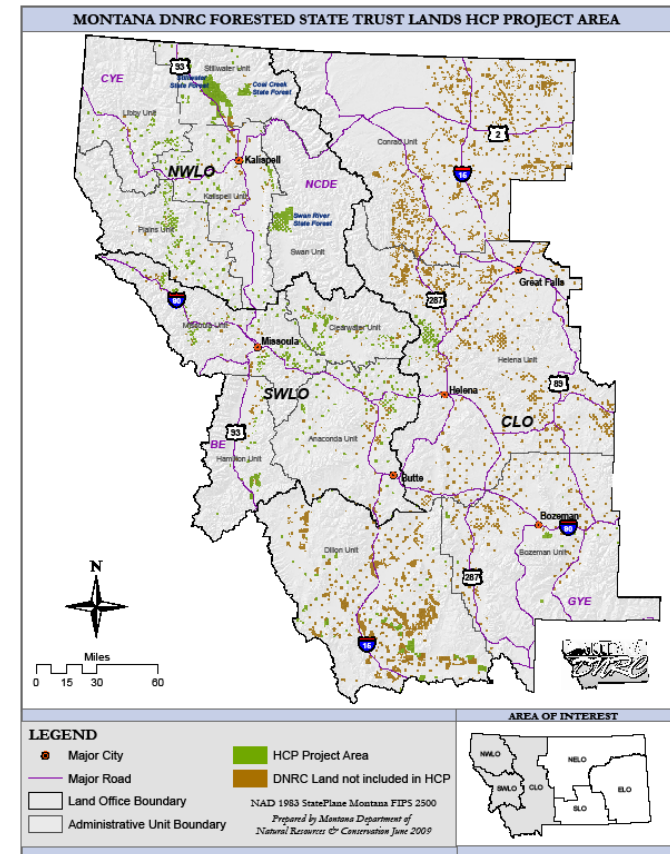 MONTANA DNRC FORESTED STATE TRUST LANDS HCP PROJECT AREA
93
Stillwater Unit
CYE
Stillwater
State Forest
Coal Creek
State Forest
Libby Unit
2
Conrad Unit
Kalispell
15
NWLO
NCDE
Kalispell Unit
Swan River
State Forest
Plains Unit
Swan Unit
Great Falls
90
287
Missoula Unit
Clearwater Unit
Missoula
Helena Unit
89
Helena
SWLO
CLO
93
BE
Anaconda Unit
Hamilton Unit
Butte
Bozeman
90
Dillon Unit
Bozeman Unit
287
GYE
N
15
Miles
0 15 30 60
DNRC
LEGEND
Major City
Major Road
Land Office Boundary
Administrative Unit Boundary
HCP Project Area
DNRC Land not included in HCP
NAD 1983 StatePlane Montana FIPS 2500
Prepared by Montana Department of
Natural Resources & Conservation June 2009
AREA OF INTEREST
NWLO
NELO
SWLO
CLO
ELO
SLO